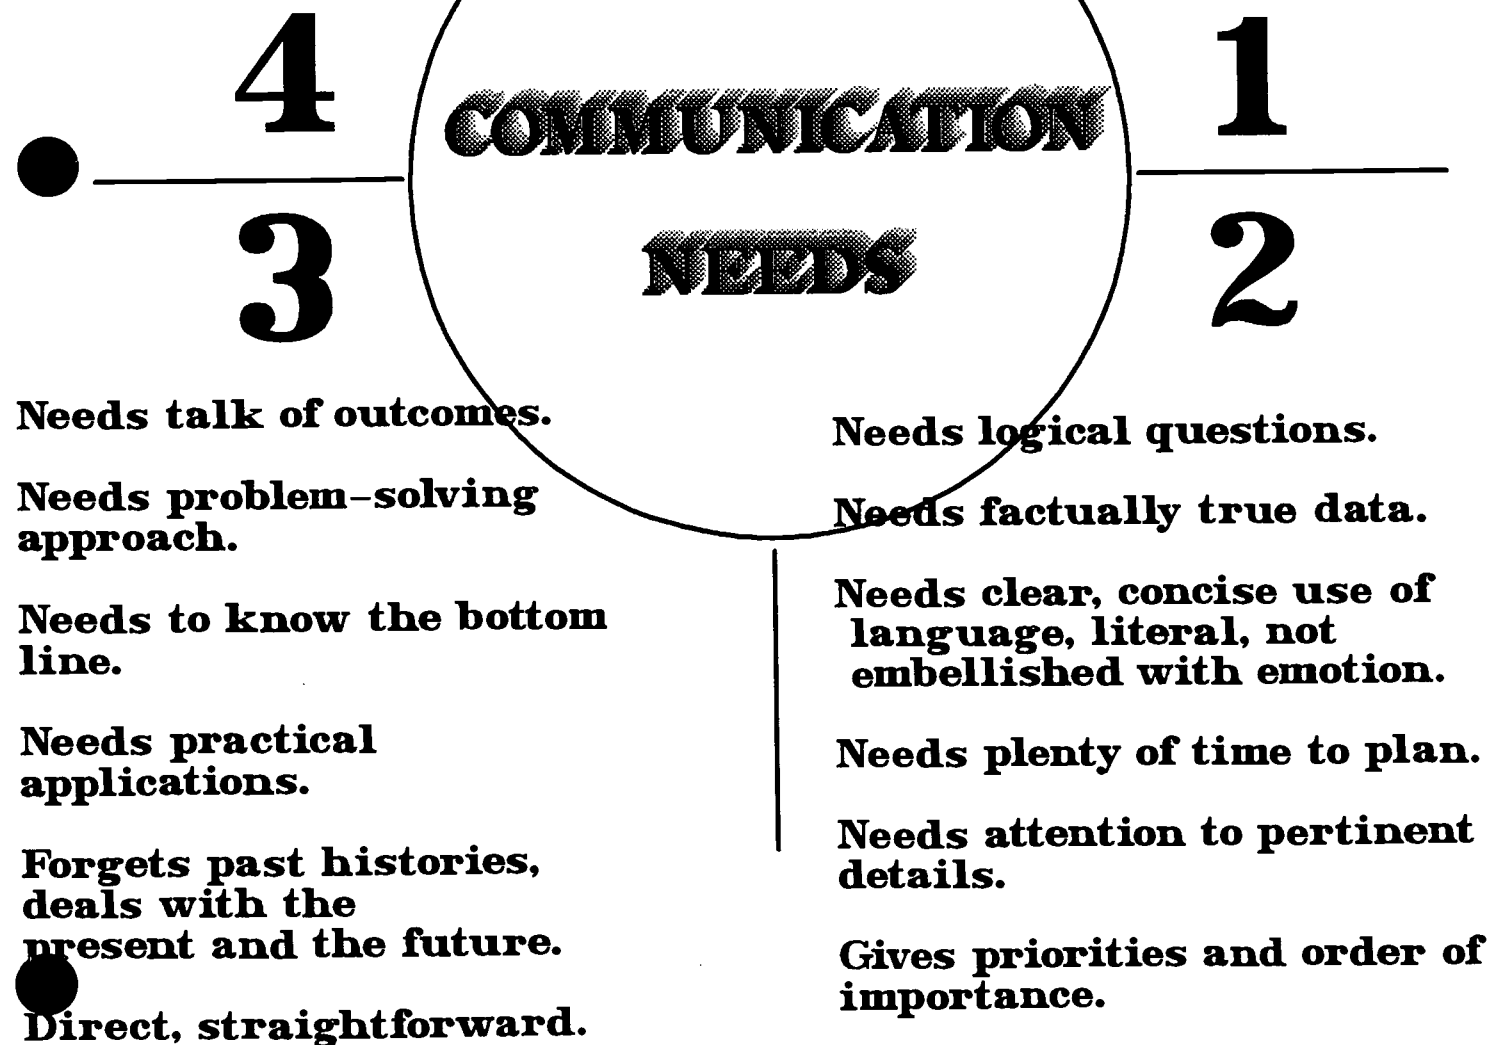 4
COMMUNICATION
1
NEEDS
3
2
Needs talk of outcomes.
Needs problem-solving
approach.
Needs to know the bottom
line.
Needs practical
applications.
Forgets past histories,
deals with the
present and the future.
Direct, straightforward.
Needs logical questions.
Needs factually true data.
Needs clear, concise use of
language, literal, not
embellished with emotion.
Needs plenty of time to plan.
Needs attention to pertinent
details.
Gives priorities and order of
importance.